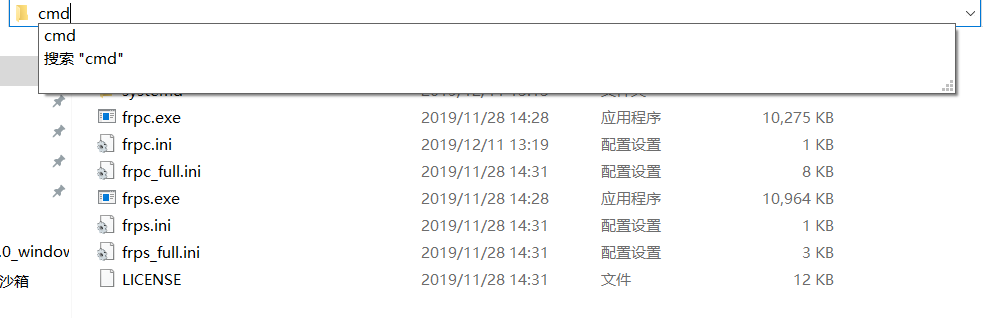 cmd
cmd
搜索 "cmd"
frpc.exe 2019/11/28 14:28 应用程序 10,275 KB
frpc.ini 2019/12/11 13:19 配置设置 1 KB
frpc_full.ini 2019/11/28 14:31 配置设置 8 KB
frps.exe 2019/11/28 14:28 应用程序 10,964 KB
frps.ini 2019/11/28 14:31 配置设置 1 KB
.0_window frps_full.ini 2019/11/28 14:31 配置设置 3 KB
沙箱 LICENSE 2019/11/28 14:31 文件 12 KB